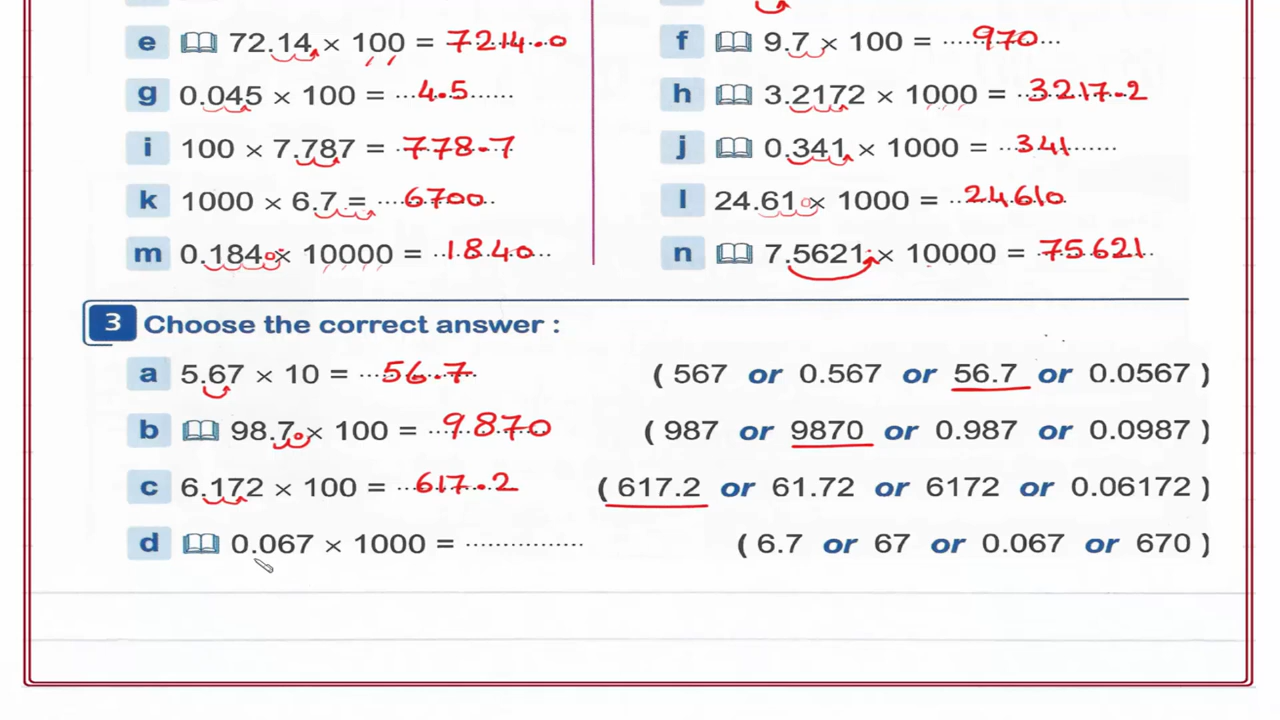 e 72.14 × 100 = 7214.0
f 9.7 × 100 = 970
g 0.045 × 100 = 4.5
h 3.2172 × 1000 = 3217.2
i 100 × 7.787 = 778.7
j 0.341 × 1000 = 341
k 1000 × 6.7 = 6700
l 24.61 × 1000 = 24610
m 0.184 × 10000 = 1840
n 7.5621 × 10000 = 75621
3 Choose the correct answer :
a 5.67 × 10 = 56.7 ( 567 or 0.567 or 56.7 or 0.0567 )
b 98.7 × 100 = 9870 ( 987 or 9870 or 0.987 or 0.0987 )
c 6.172 × 100 = 617.2 ( 617.2 or 61.72 or 6172 or 0.06172 )
d 0.067 × 1000 = ............... ( 6.7 or 67 or 0.067 or 670 )